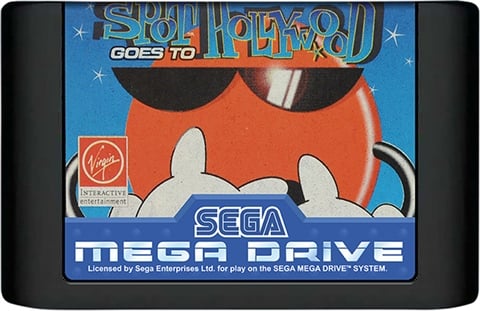 SPOT HOLLYWOOD
GOES TO
Virgin
INTERACTIVE
entertainment
SEGA
MEGA DRIVE
Licensed by Sega Enterprises Ltd. for play on the SEGA MEGA DRIVE™ SYSTEM.